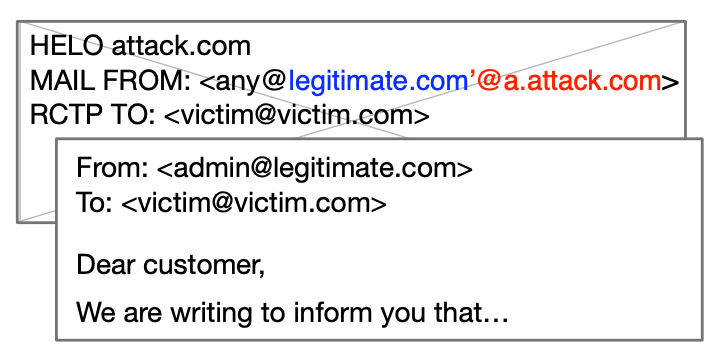 HELO attack.com
MAIL FROM: <any@legitimate.com’@a.attack.com>
RCTP TO: <victim@victim.com>
From: <admin@legitimate.com>
To: <victim@victim.com>
Dear customer,
We are writing to inform you that…